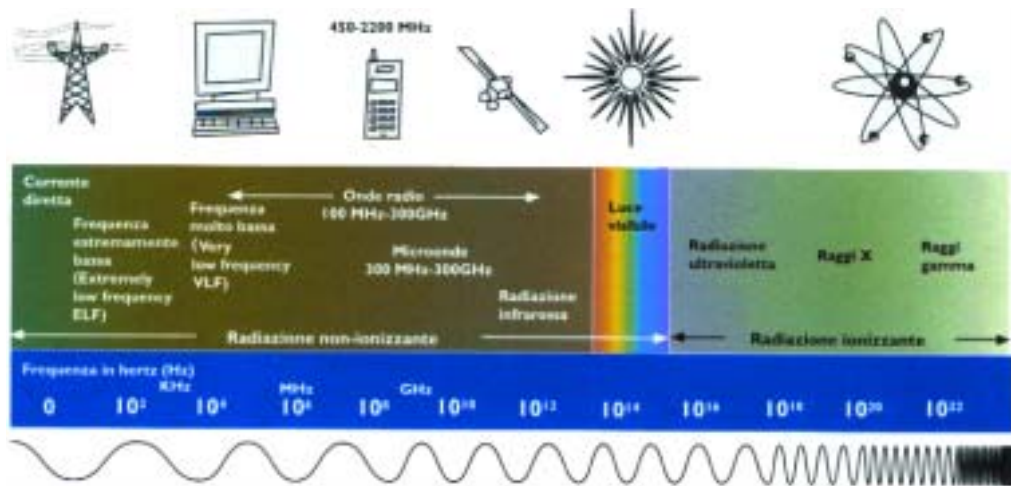 450-2200 MHz
Corrente
diretta
Frequenza
estremamente
bassa
(Extremely
low frequency
ELF)
Frequenza
molto bassa
(Very
low frequency
VLF)
Onde radio
100 MHz-300GHz
Microonde
300 MHz-300GHz
Radiazione
infrarossa
Luce
visibile
Radiazione
ultravioletta
Raggi X
Raggi
gamma
Radiazione non-ionizzante
Radiazione ionizzante
Frequenza in hertz (Hz)
KHz MHz GHz
0 10² 10⁴ 10⁶ 10⁸ 10¹⁰ 10¹² 10¹⁴ 10¹⁶ 10¹⁸ 10²⁰ 10²²